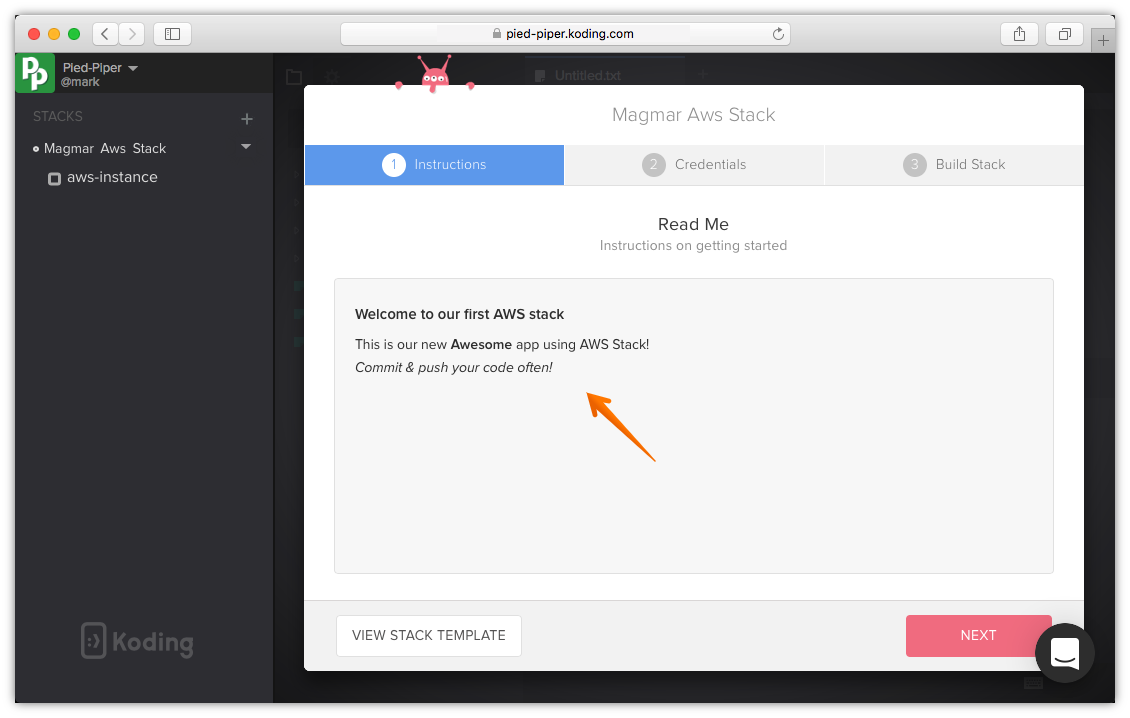 pied-piper.koding.com
Pp
Pied-Piper
@mark
Untitled.txt
STACKS
Magmar Aws Stack
aws-instance
Koding
Magmar Aws Stack
1 Instructions
2 Credentials
3 Build Stack
Read Me
Instructions on getting started
Welcome to our first AWS stack
This is our new Awesome app using AWS Stack!
Commit & push your code often!
VIEW STACK TEMPLATE
NEXT